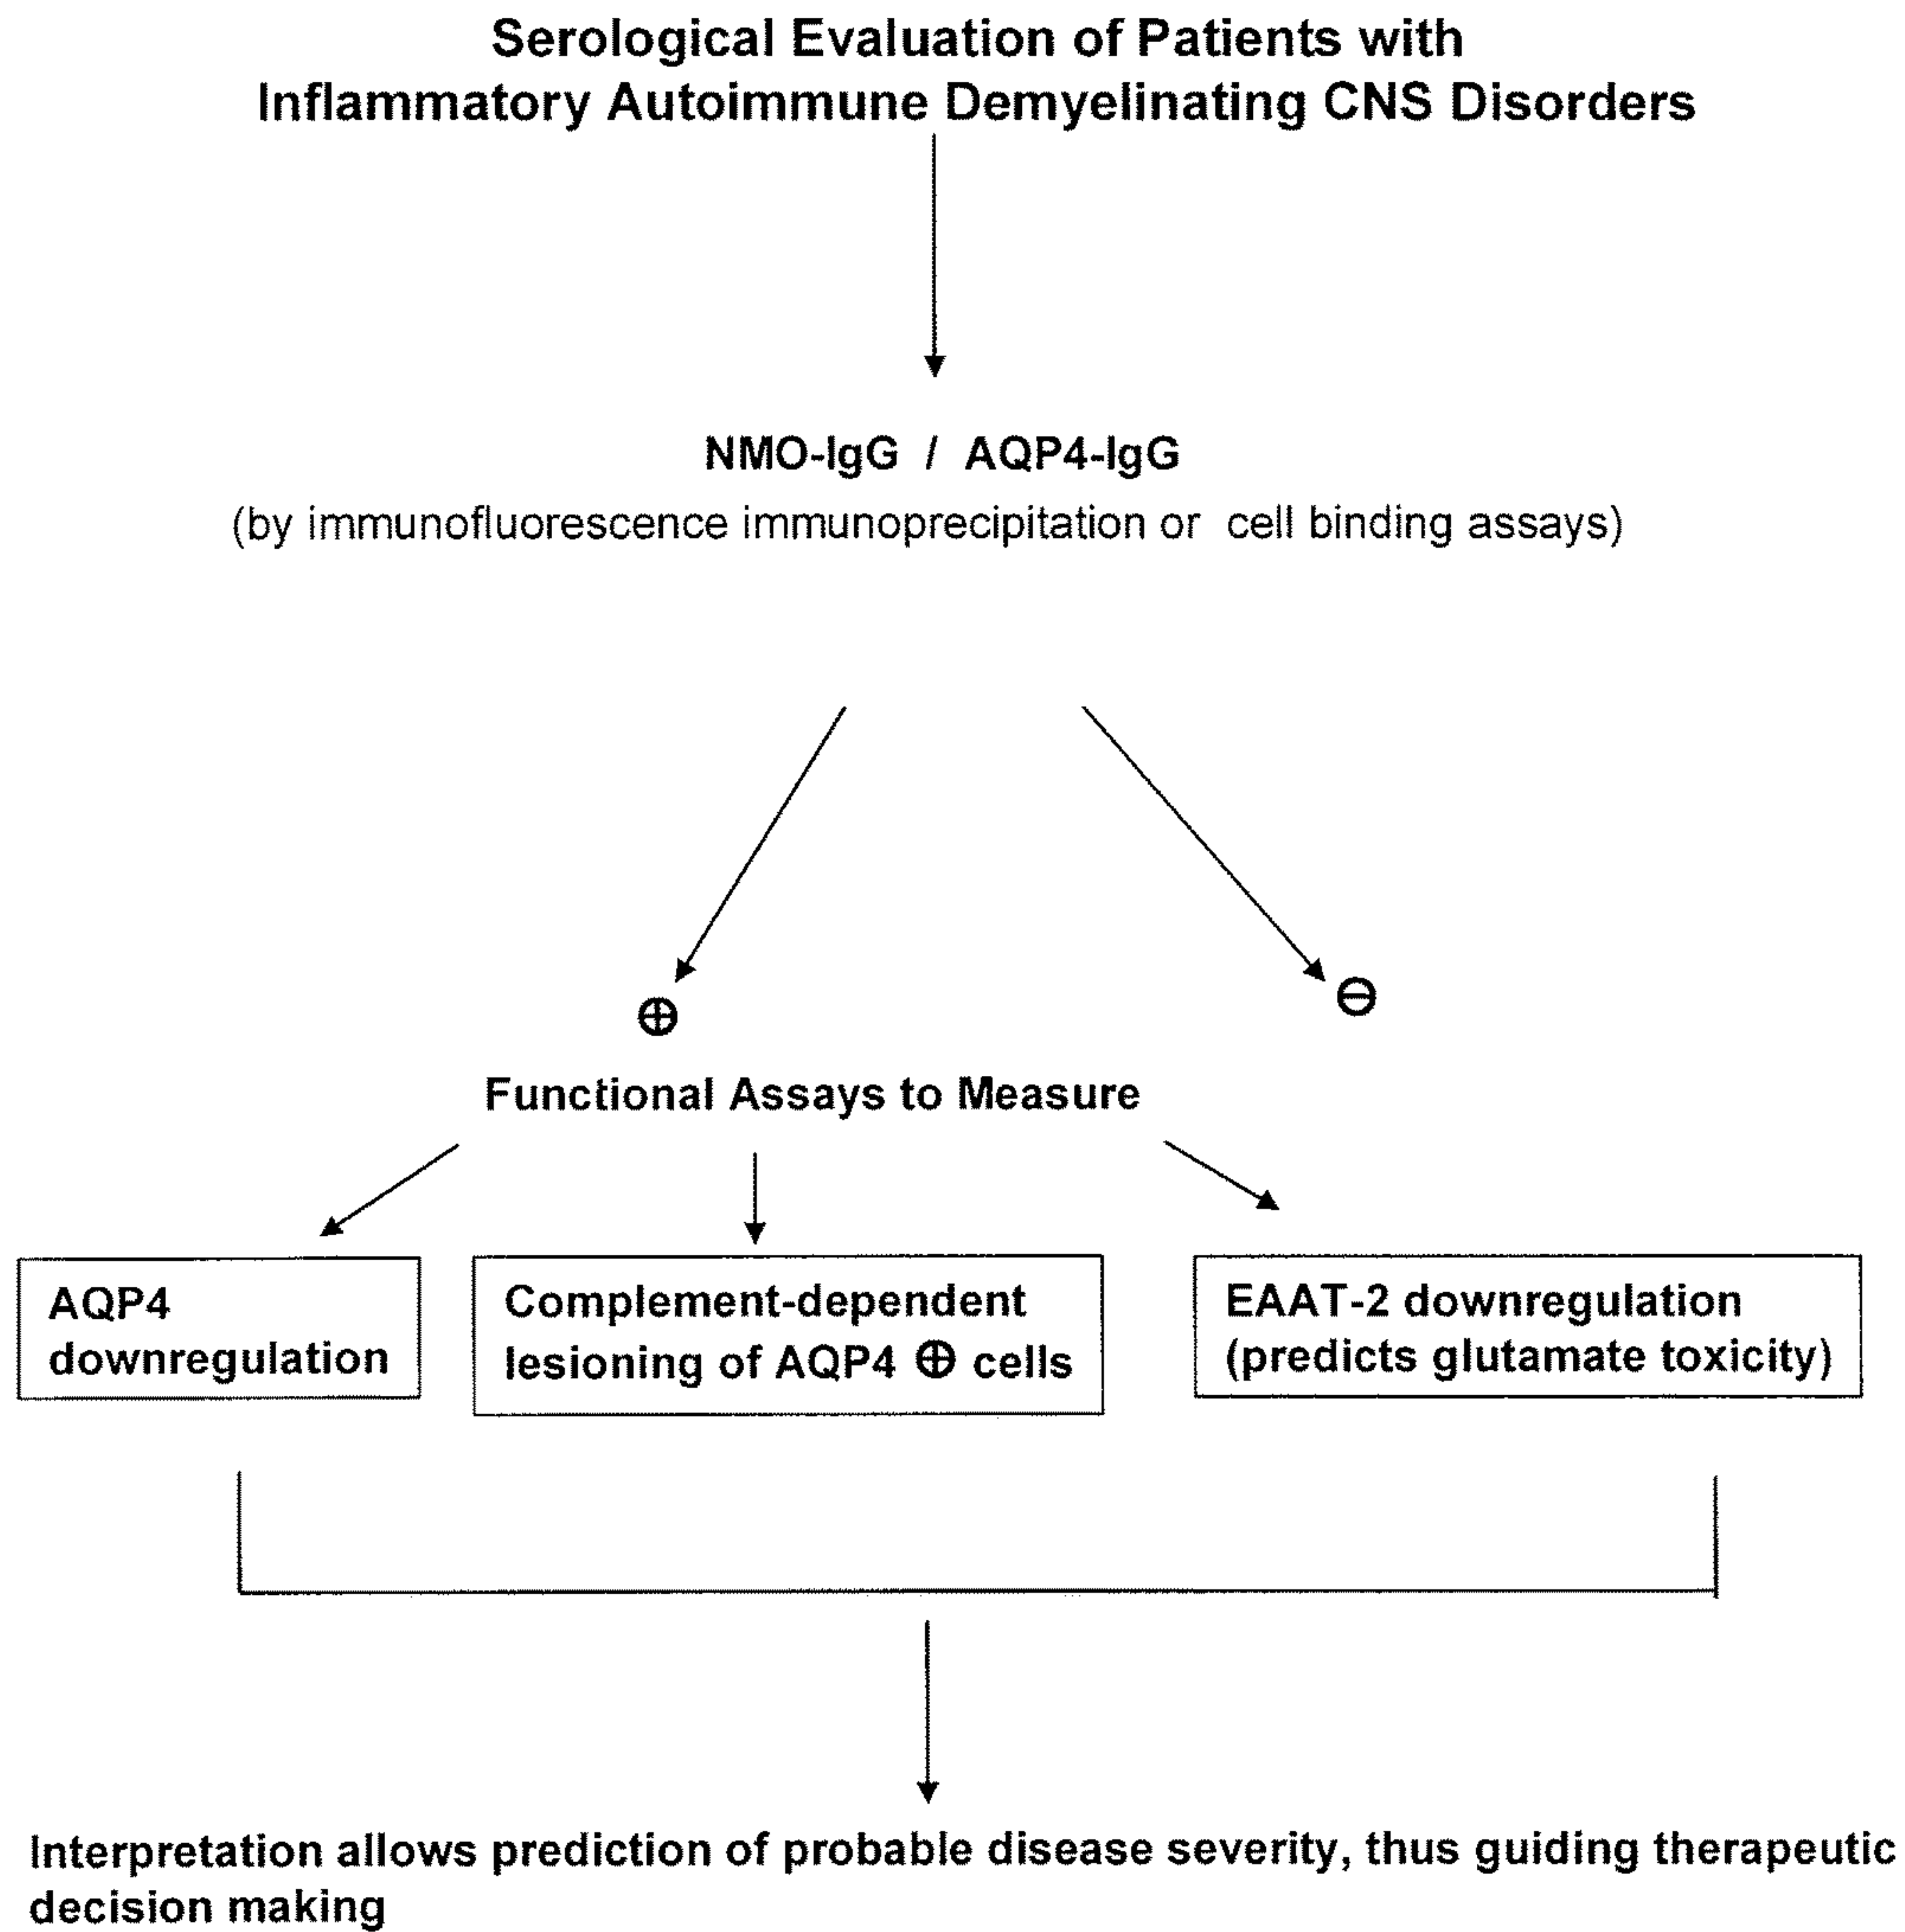 Serological Evaluation of Patients with
Inflammatory Autoimmune Demyelinating CNS Disorders
NMO-IgG / AQP4-IgG
(by immunofluorescence immunoprecipitation or cell binding assays)
⊕
⊖
Functional Assays to Measure
AQP4
downregulation
Complement-dependent
lesioning of AQP4 ⊕ cells
EAAT-2 downregulation
(predicts glutamate toxicity)
Interpretation allows prediction of probable disease severity, thus guiding therapeutic
decision making